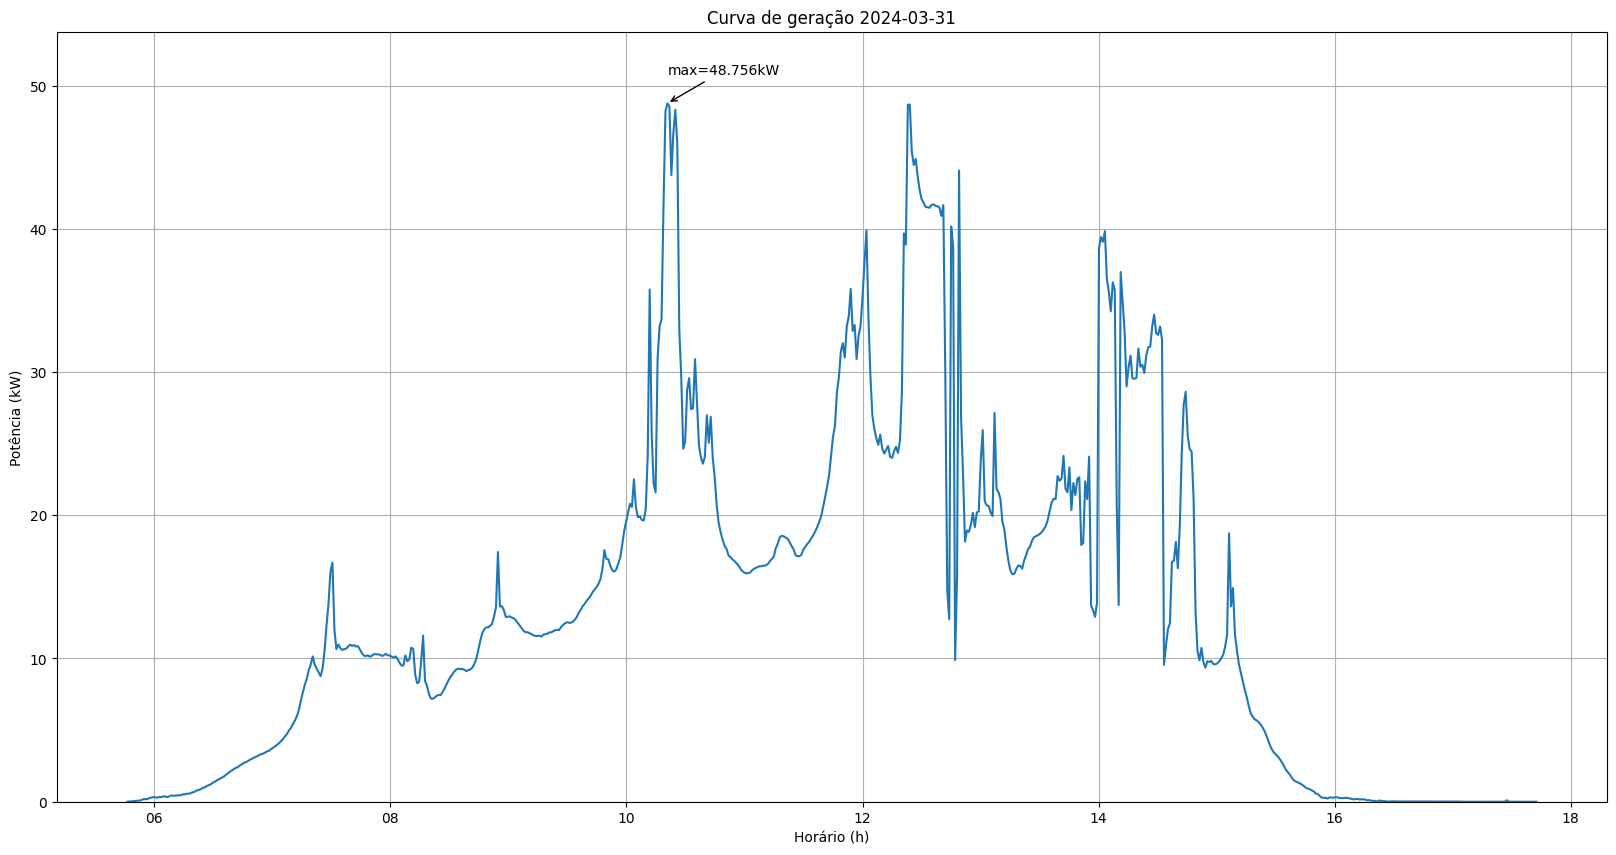 Curva de geração 2024-03-31
max=48.756kW
50
40
30
20
10
0
Potência (kW)
06 08 10 12 14 16 18
Horário (h)